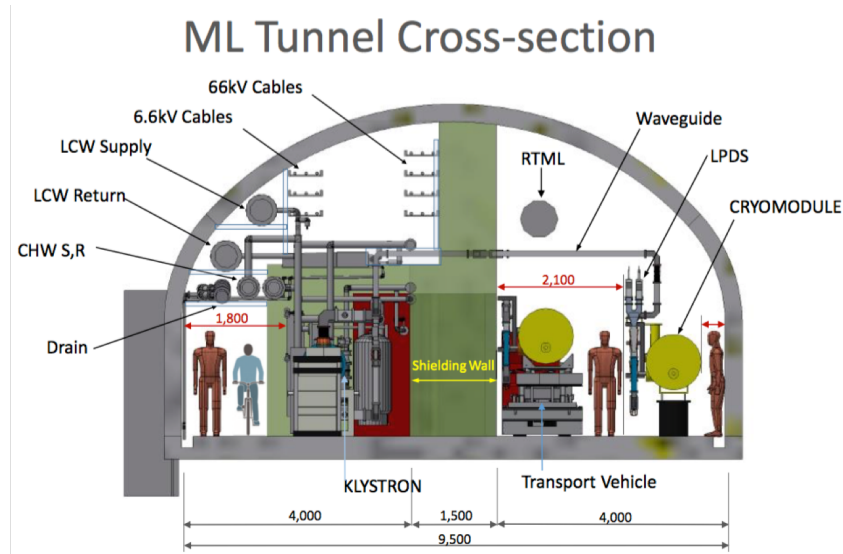 ML Tunnel Cross-section
66kV Cables
6.6kV Cables
Waveguide
LCW Supply
RTML
LPDS
LCW Return
CRYOMODULE
CHW S,R
2,100
1,800
Drain
Shielding Wall
KLYSTRON
Transport Vehicle
4,000
1,500
4,000
9,500